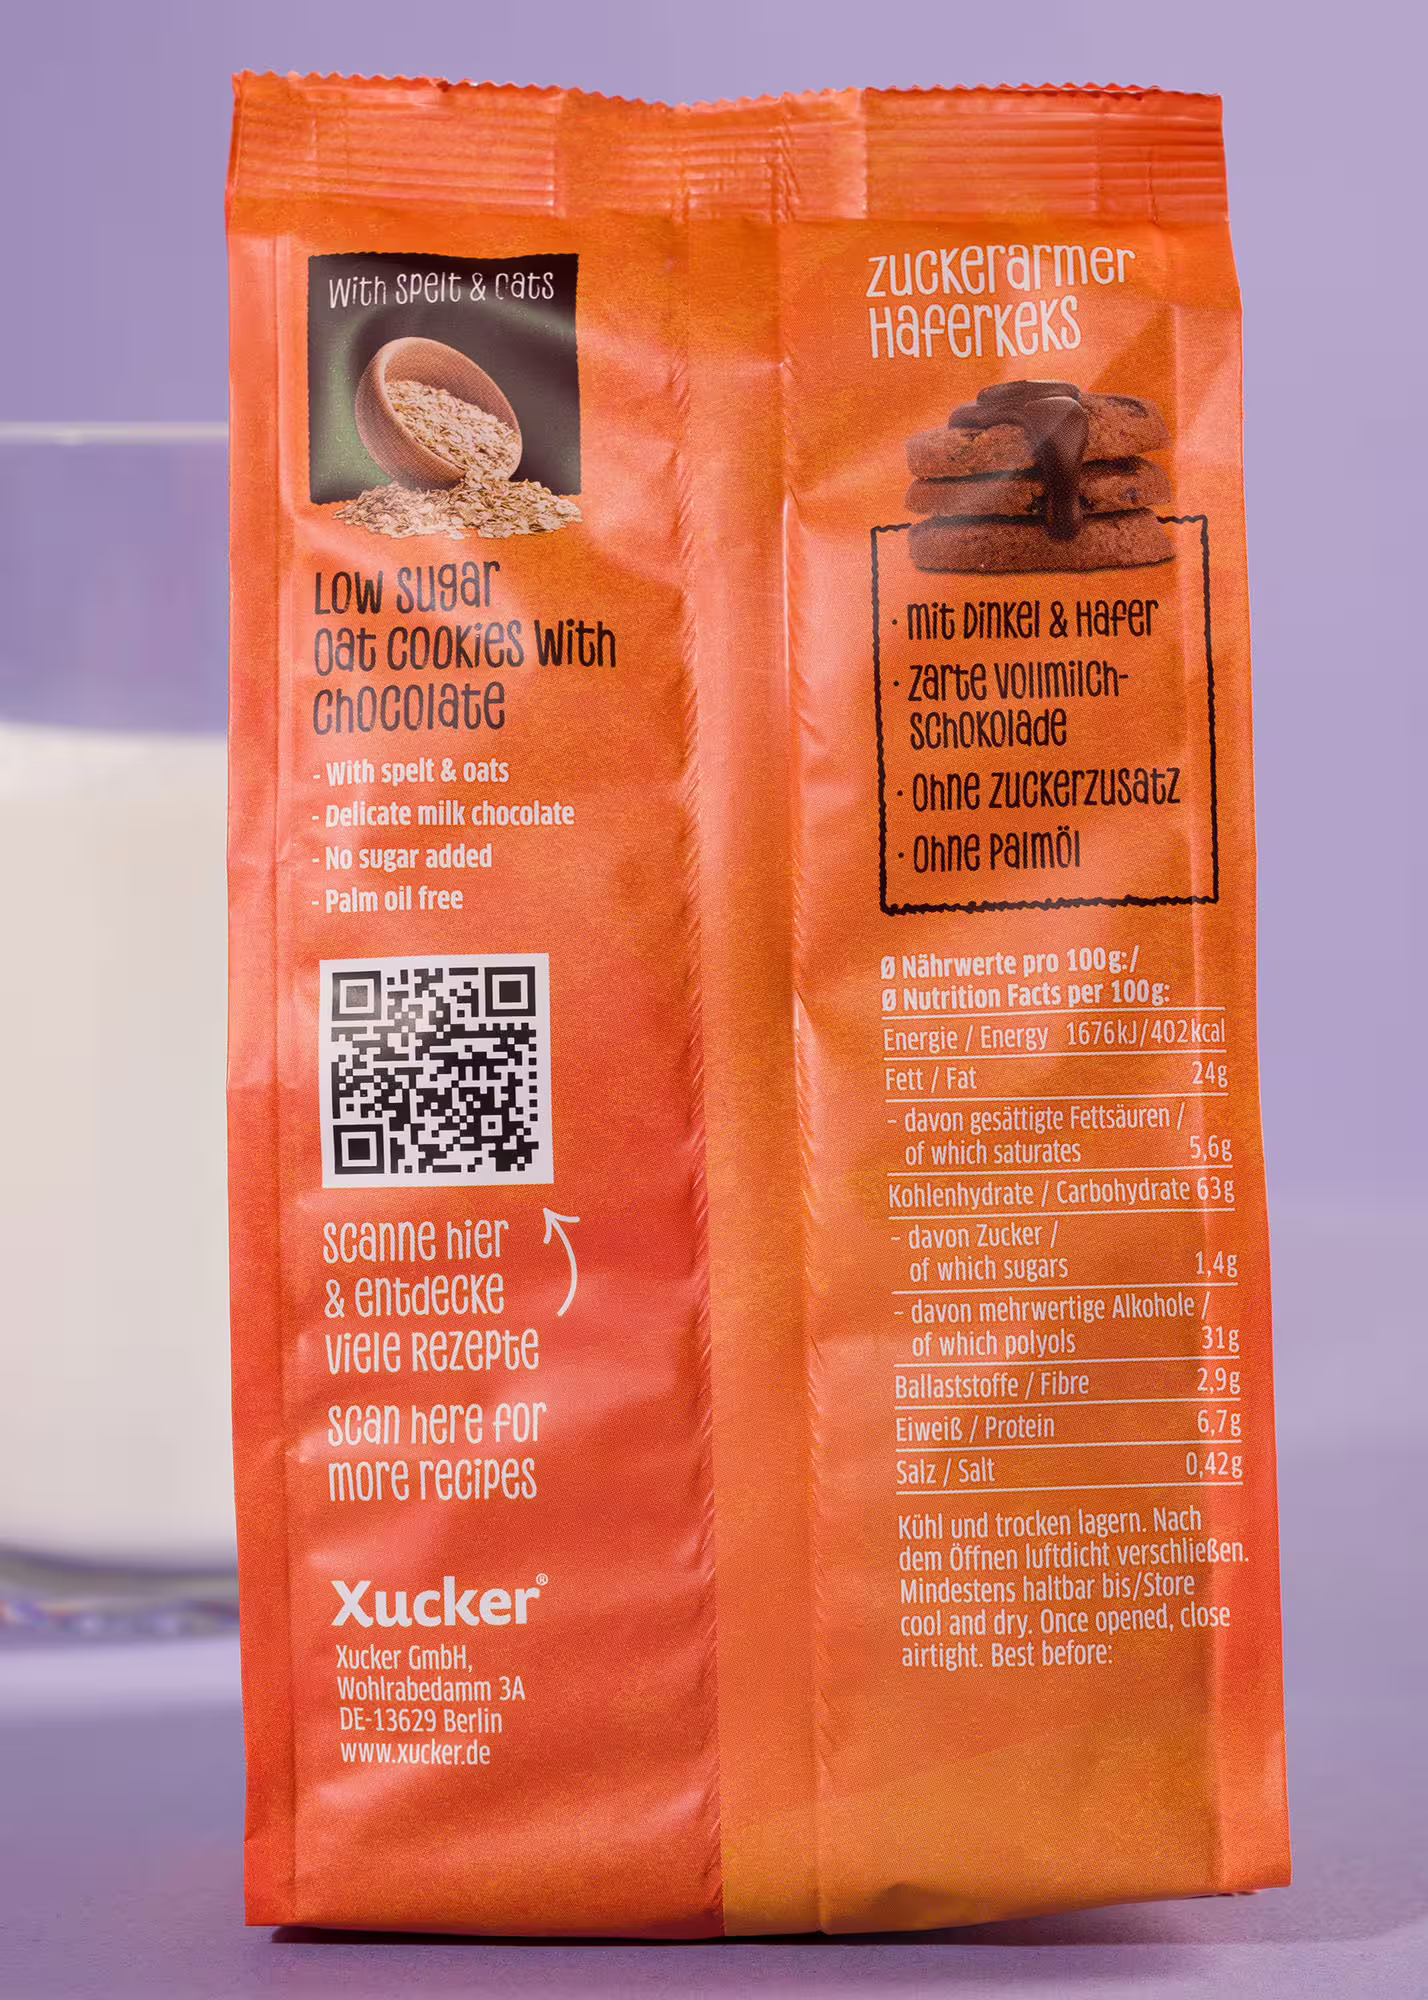 With spelt & oats
Low sugar
oat cookies with
chocolate
- With spelt & oats
- Delicate milk chocolate
- No sugar added
- Palm oil free
Scanne hier
& entdecke
viele Rezepte
Scan here for
more recipes
Xucker®
Xucker GmbH,
Wohlrabedamm 3A
DE-13629 Berlin
www.xucker.de
Zuckerarmer
Haferkeks
· mit Dinkel & Hafer
· zarte Vollmilch-
schokolade
· Ohne Zuckerzusatz
· Ohne Palmöl
Ø Nährwerte pro 100g:/
Ø Nutrition Facts per 100g:
Energie / Energy 1676kJ/402kcal
Fett / Fat 24g
- davon gesättigte Fettsäuren /
of which saturates 5,6g
Kohlenhydrate / Carbohydrate 63g
- davon Zucker /
of which sugars 1,4g
- davon mehrwertige Alkohole /
of which polyols 31g
Ballaststoffe / Fibre 2,9g
Eiweiß / Protein 6,7g
Salz / Salt 0,42g
Kühl und trocken lagern. Nach
dem Öffnen luftdicht verschließen.
Mindestens haltbar bis/Store
cool and dry. Once opened, close
airtight. Best before: